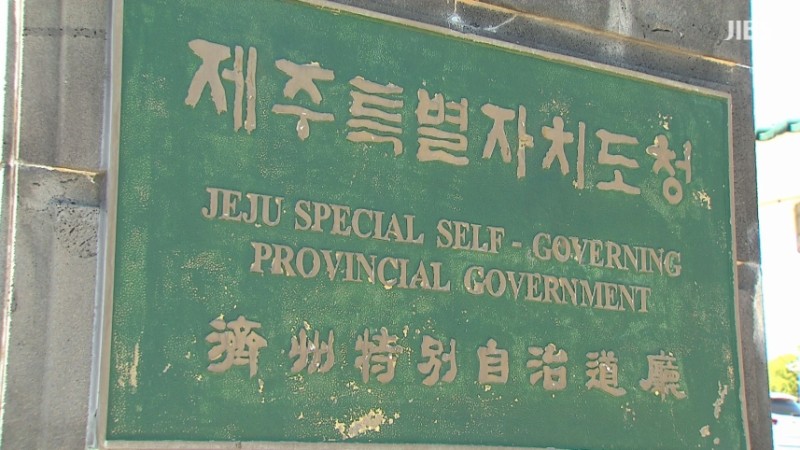 JIBS
제주특별자치도청
JEJU SPECIAL SELF - GOVERNING
PROVINCIAL GOVERNMENT
濟州特別自治道廳